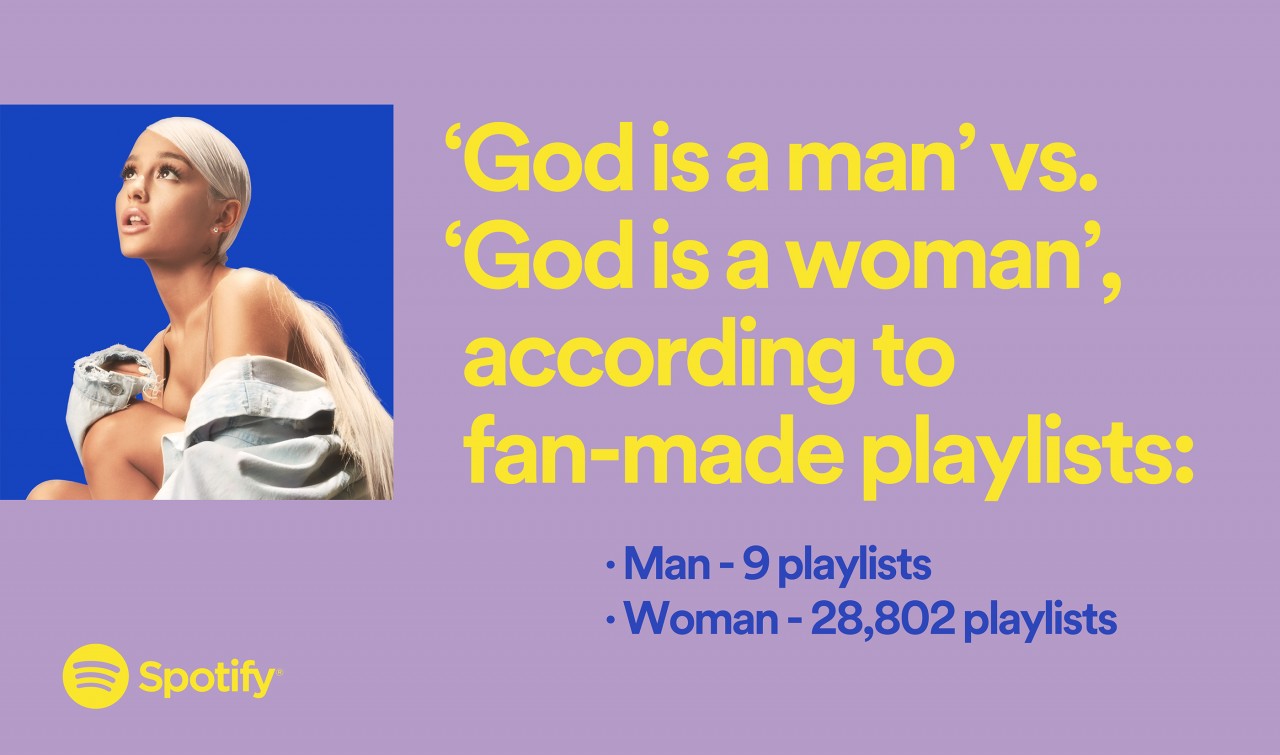 ‘God is a man’ vs.
‘God is a woman’,
according to
fan-made playlists:
· Man - 9 playlists
· Woman - 28,802 playlists
Spotify®